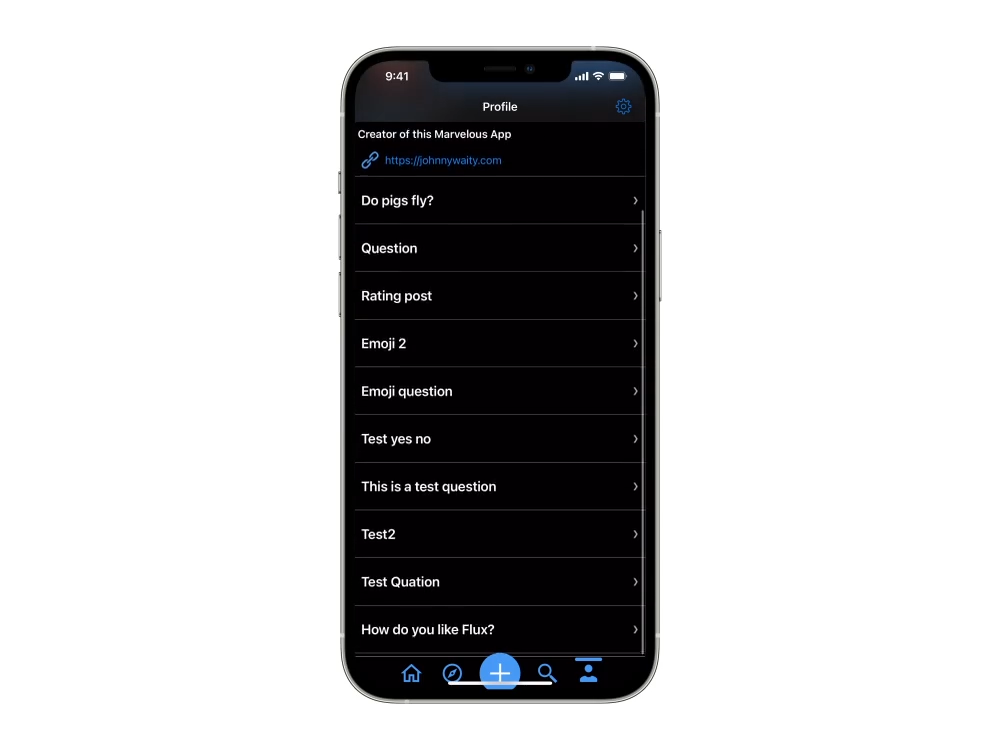 9:41
Profile
Creator of this Marvelous App
https://johnnywaity.com
Do pigs fly?
Question
Rating post
Emoji 2
Emoji question
Test yes no
This is a test question
Test2
Test Quation
How do you like Flux?